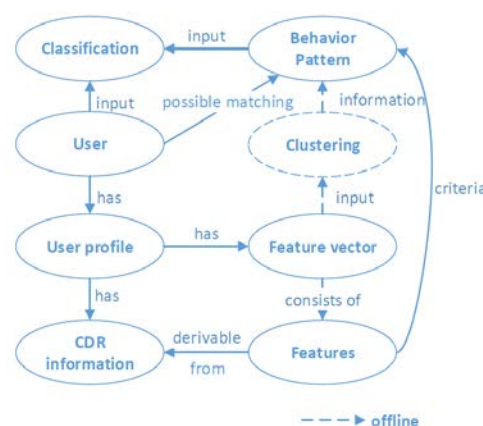 Classification
input
Behavior
Pattern
input
possible matching
information
User
Clustering
has
input
criteria
User profile
has
Feature vector
has
consists of
CDR
information
derivable
from
Features
offline